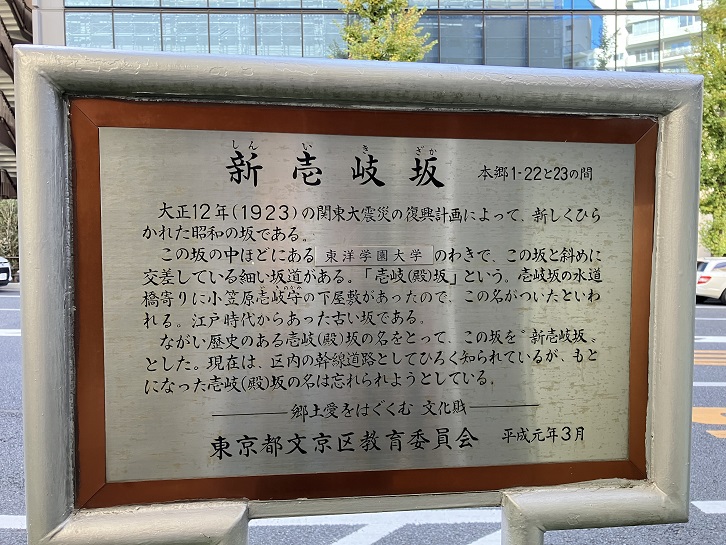 しん い き ざか
新壱岐坂 本郷1-22と23の間
大正12年(1923)の関東大震災の復興計画によって、新しくひら
かれた昭和の坂である。
この坂の中ほどにある 東洋学園大学 のわきで、この坂と斜めに
交差している細い坂道がある。「壱岐(殿)坂」という。壱岐坂の水道
橋寄りに小笠原壱岐守の下屋敷があったので、この名がついたといわ
れる。江戸時代からあった古い坂である。
ながい歴史のある壱岐(殿)坂の名をとって、この坂を〝新壱岐坂〟
とした。現在は、区内の幹線道路としてひろく知られているが、もと
になった壱岐(殿)坂の名は忘れられようとしている。
郷土愛をはぐくむ 文化財
東京都文京区教育委員会 平成元年3月